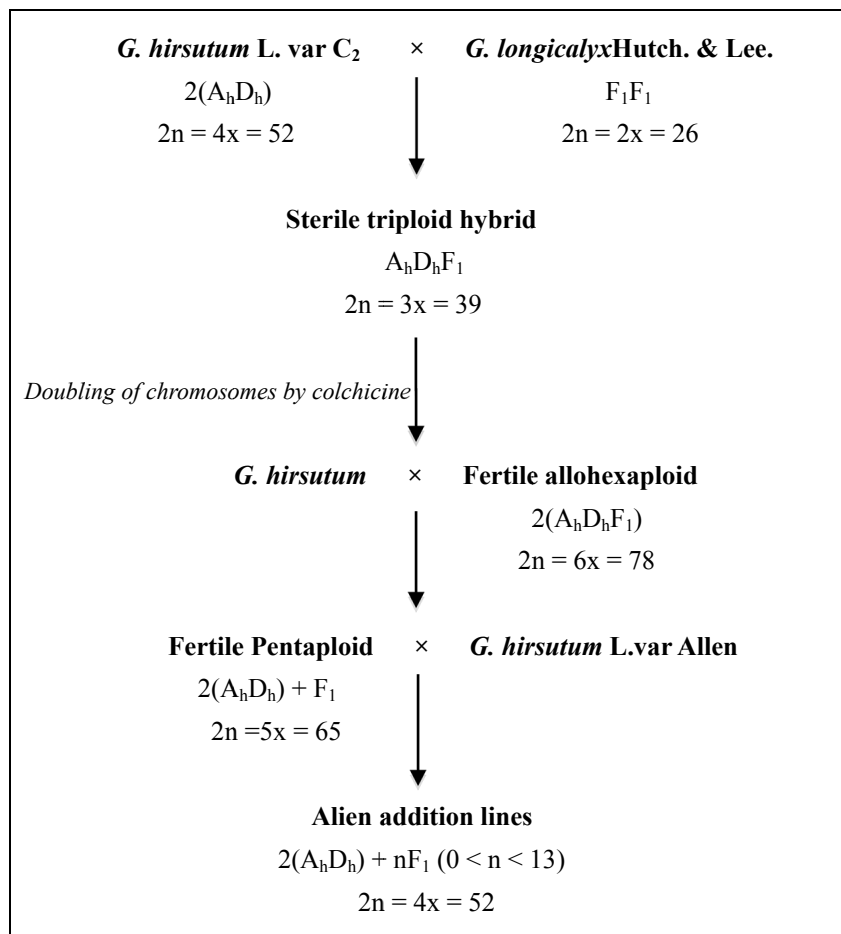 G. hirsutum L. var C₂ × G. longicalyxHutch. & Lee.
2(AₕDₕ) F₁F₁
2n = 4x = 52 2n = 2x = 26
Sterile triploid hybrid
AₕDₕF₁
2n = 3x = 39
Doubling of chromosomes by colchicine
G. hirsutum × Fertile allohexaploid
2(AₕDₕF₁)
2n = 6x = 78
Fertile Pentaploid × G. hirsutum L.var Allen
2(AₕDₕ) + F₁
2n =5x = 65
Alien addition lines
2(AₕDₕ) + nF₁ (0 < n < 13)
2n = 4x = 52